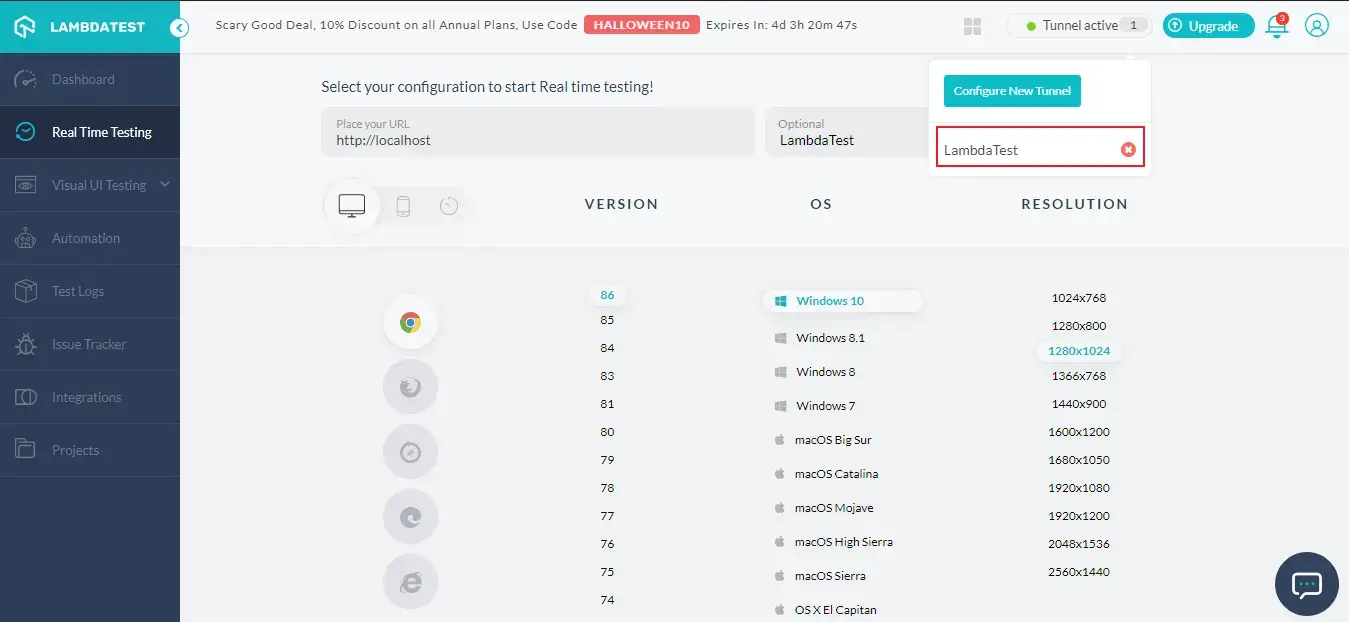 LAMBDATEST
Scary Good Deal, 10% Discount on all Annual Plans, Use Code HALLOWEEN10 Expires In: 4d 3h 20m 47s
Tunnel active 1
Upgrade
3
Dashboard
Real Time Testing
Visual UI Testing
Automation
Test Logs
Issue Tracker
Integrations
Projects
Select your configuration to start Real time testing!
Place your URL
http://localhost
Optional
LambdaTest
Configure New Tunnel
LambdaTest
VERSION
OS
RESOLUTION
86
85
84
83
81
80
79
78
77
76
75
74
Windows 10
Windows 8.1
Windows 8
Windows 7
macOS Big Sur
macOS Catalina
macOS Mojave
macOS High Sierra
macOS Sierra
OS X El Capitan
1024x768
1280x800
1280x1024
1366x768
1440x900
1600x1200
1680x1050
1920x1080
1920x1200
2048x1536
2560x1440